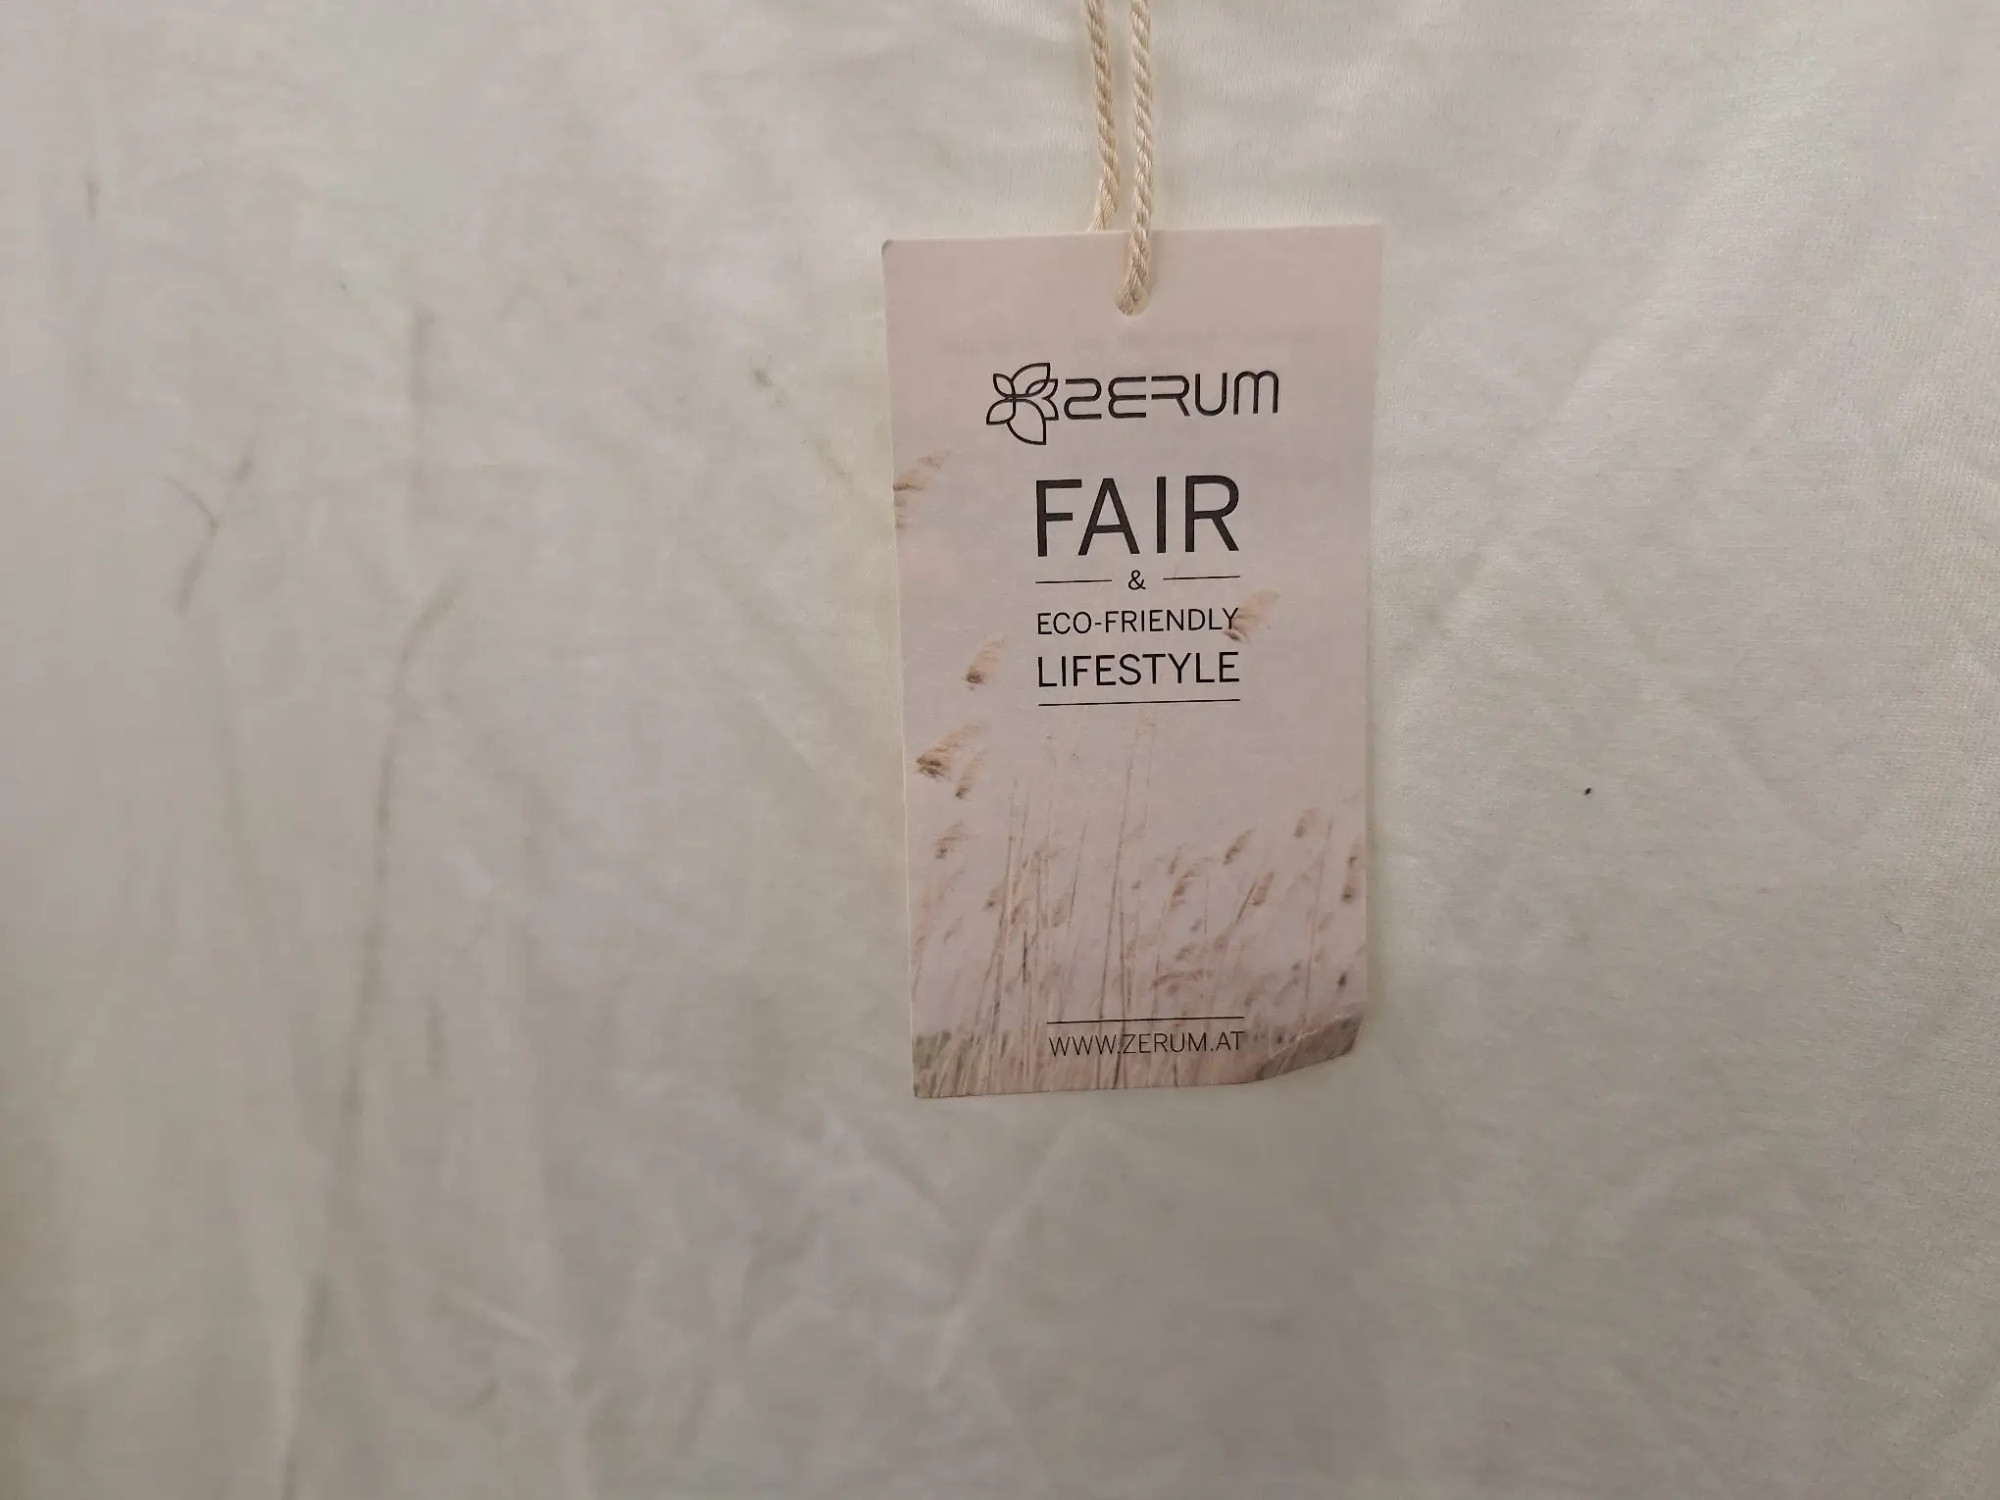 ZERUM
FAIR
&
ECO-FRIENDLY
LIFESTYLE
WWW.ZERUM.AT